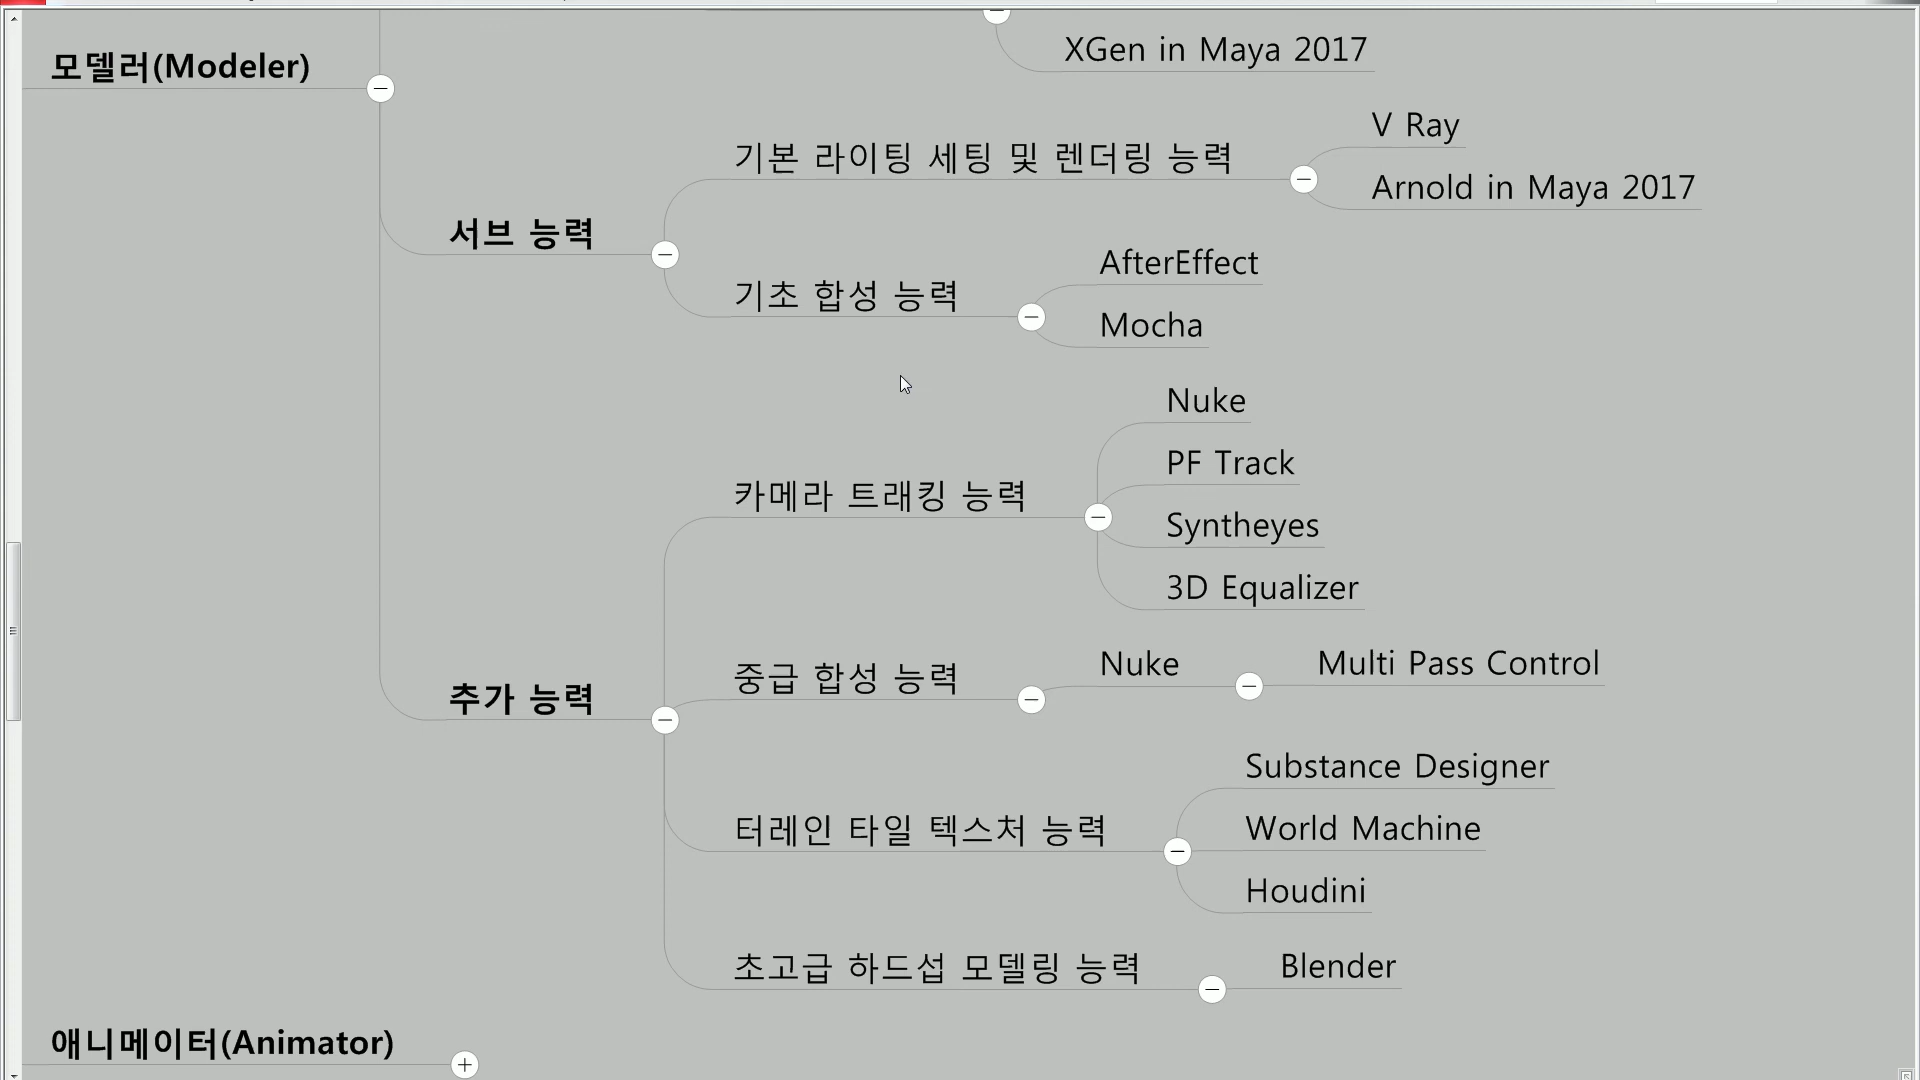 XGen in Maya 2017
모델러(Modeler)
V Ray
기본 라이팅 세팅 및 렌더링 능력
Arnold in Maya 2017
서브 능력
AfterEffect
기초 합성 능력
Mocha
Nuke
PF Track
카메라 트래킹 능력
Syntheyes
3D Equalizer
추가 능력
중급 합성 능력
Nuke
Multi Pass Control
Substance Designer
터레인 타일 텍스처 능력
World Machine
Houdini
초고급 하드섭 모델링 능력
Blender
애니메이터(Animator)